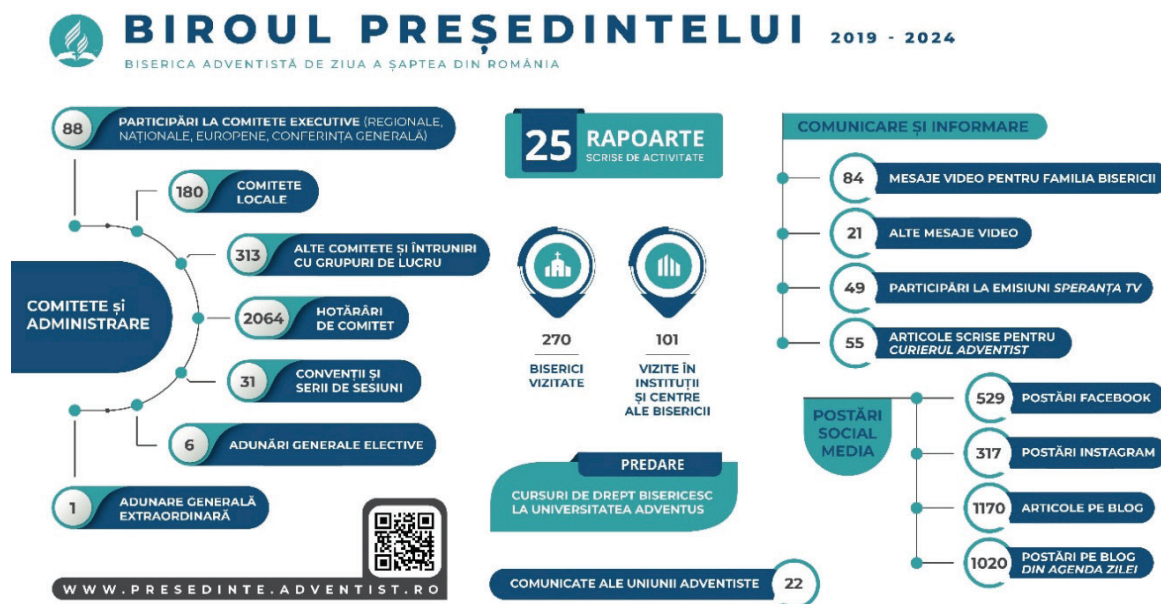 BIROUL PREȘEDINTELUI 2019 - 2024
BISERICA ADVENTISTĂ DE ZIUA A ȘAPTEA DIN ROMÂNIA
COMITETE și
ADMINISTRARE
88
PARTICIPĂRI LA COMITETE EXECUTIVE (REGIONALE,
NAȚIONALE, EUROPENE, CONFERINȚA GENERALĂ)
180
COMITETE
LOCALE
313
ALTE COMITETE ȘI ÎNTRUNIRI
CU GRUPURI DE LUCRU
2064
HOTĂRÂRI
DE COMITET
31
CONVENȚII ȘI
SERII DE SESIUNI
6
ADUNĂRI GENERALE ELECTIVE
1
ADUNARE GENERALĂ
EXTRAORDINARĂ
WWW.PRESEDINTE.ADVENTIST.RO
25
RAPOARTE
SCRISE DE ACTIVITATE
270
BISERICI
VIZITATE
101
VIZITE ÎN
INSTITUȚII
ȘI CENTRE
ALE BISERICII
PREDARE
CURSURI DE DREPT BISERICESC
LA UNIVERSITATEA ADVENTUS
COMUNICATE ALE UNIUNII ADVENTISTE 22
COMUNICARE ȘI INFORMARE
84
MESAJE VIDEO PENTRU FAMILIA BISERICII
21
ALTE MESAJE VIDEO
49
PARTICIPĂRI LA EMISIUNI SPERANȚA TV
55
ARTICOLE SCRISE PENTRU
CURIERUL ADVENTIST
POSTĂRI
SOCIAL
MEDIA
529
POSTĂRI FACEBOOK
317
POSTĂRI INSTAGRAM
1170
ARTICOLE PE BLOG
1020
POSTĂRI PE BLOG
DIN AGENDA ZILEI